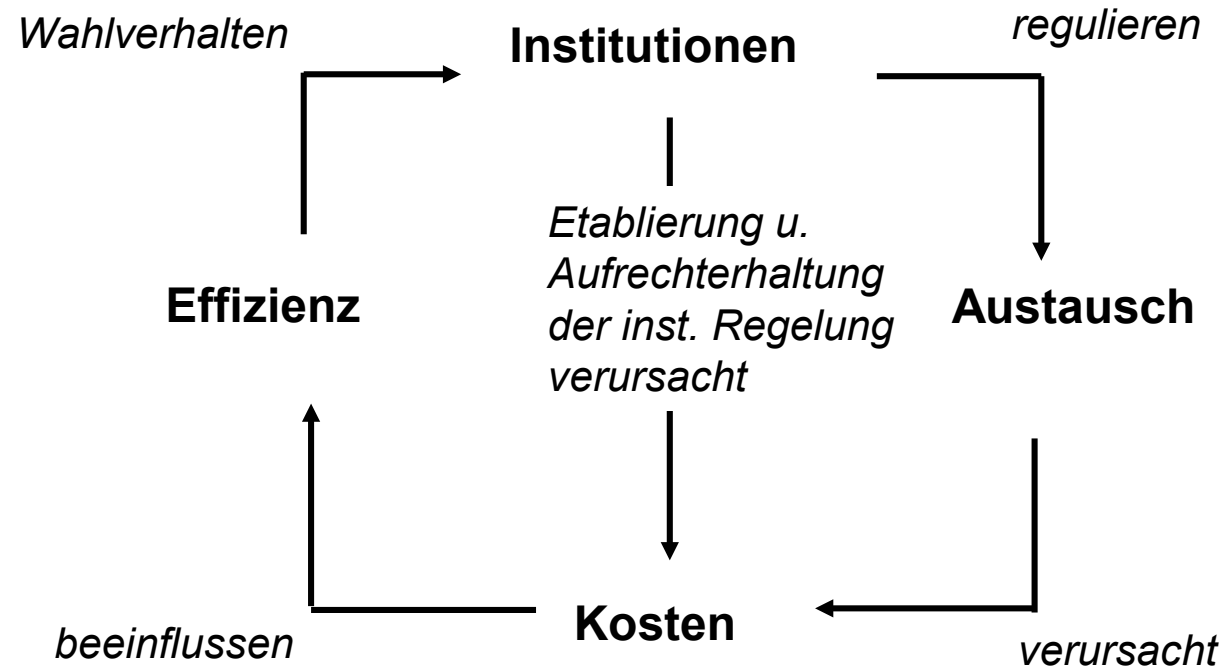 Wahlverhalten
Institutionen
regulieren
Etablierung u.
Aufrechterhaltung
der inst. Regelung
verursacht
Effizienz
Austausch
beeinflussen
Kosten
verursacht